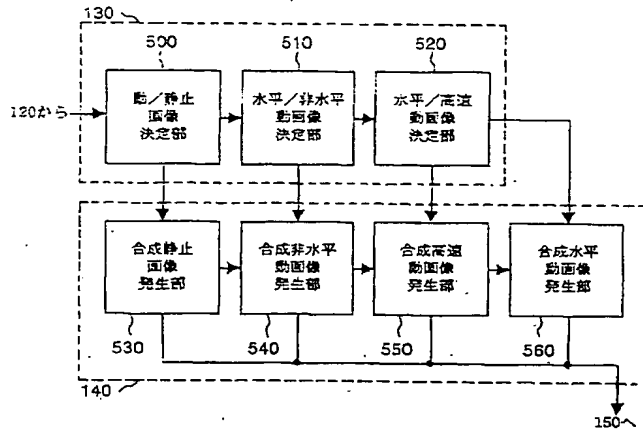 130
500
510
520
120から
動／静止
画像
決定部
水平／非水平
動画像
決定部
水平／高速
動画像
決定部
合成静止
画像
発生部
合成非水平
動画像
発生部
合成高速
動画像
発生部
合成水平
動画像
発生部
530
540
550
560
140
150へ